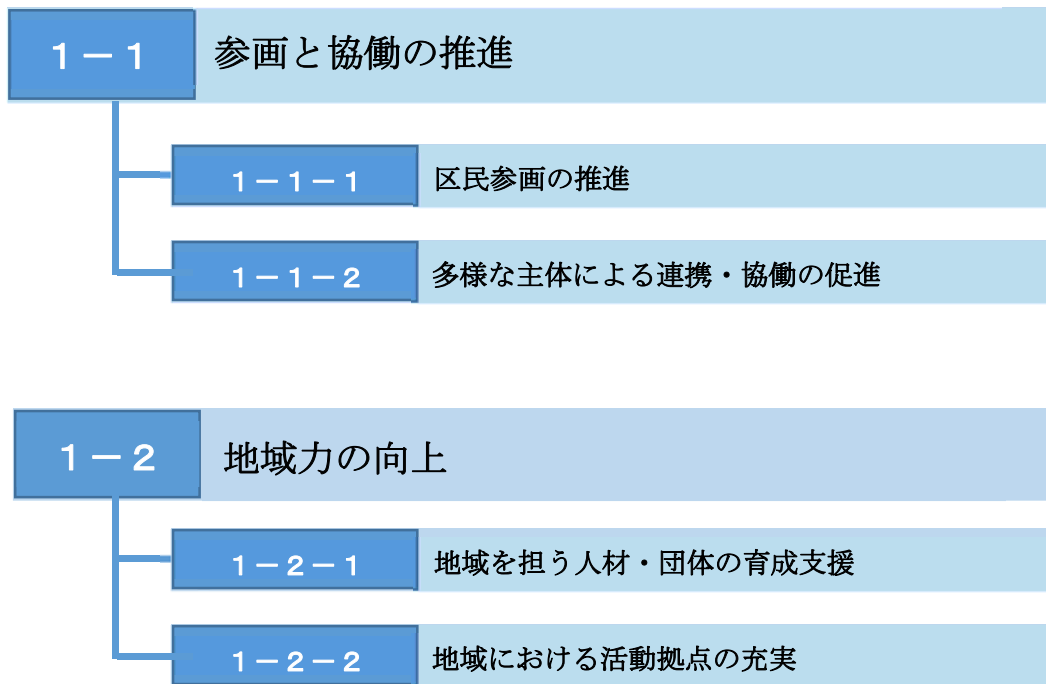 1－1 参画と協働の推進
1－1－1 区民参画の推進
1－1－2 多様な主体による連携・協働の促進
1－2 地域力の向上
1－2－1 地域を担う人材・団体の育成支援
1－2－2 地域における活動拠点の充実